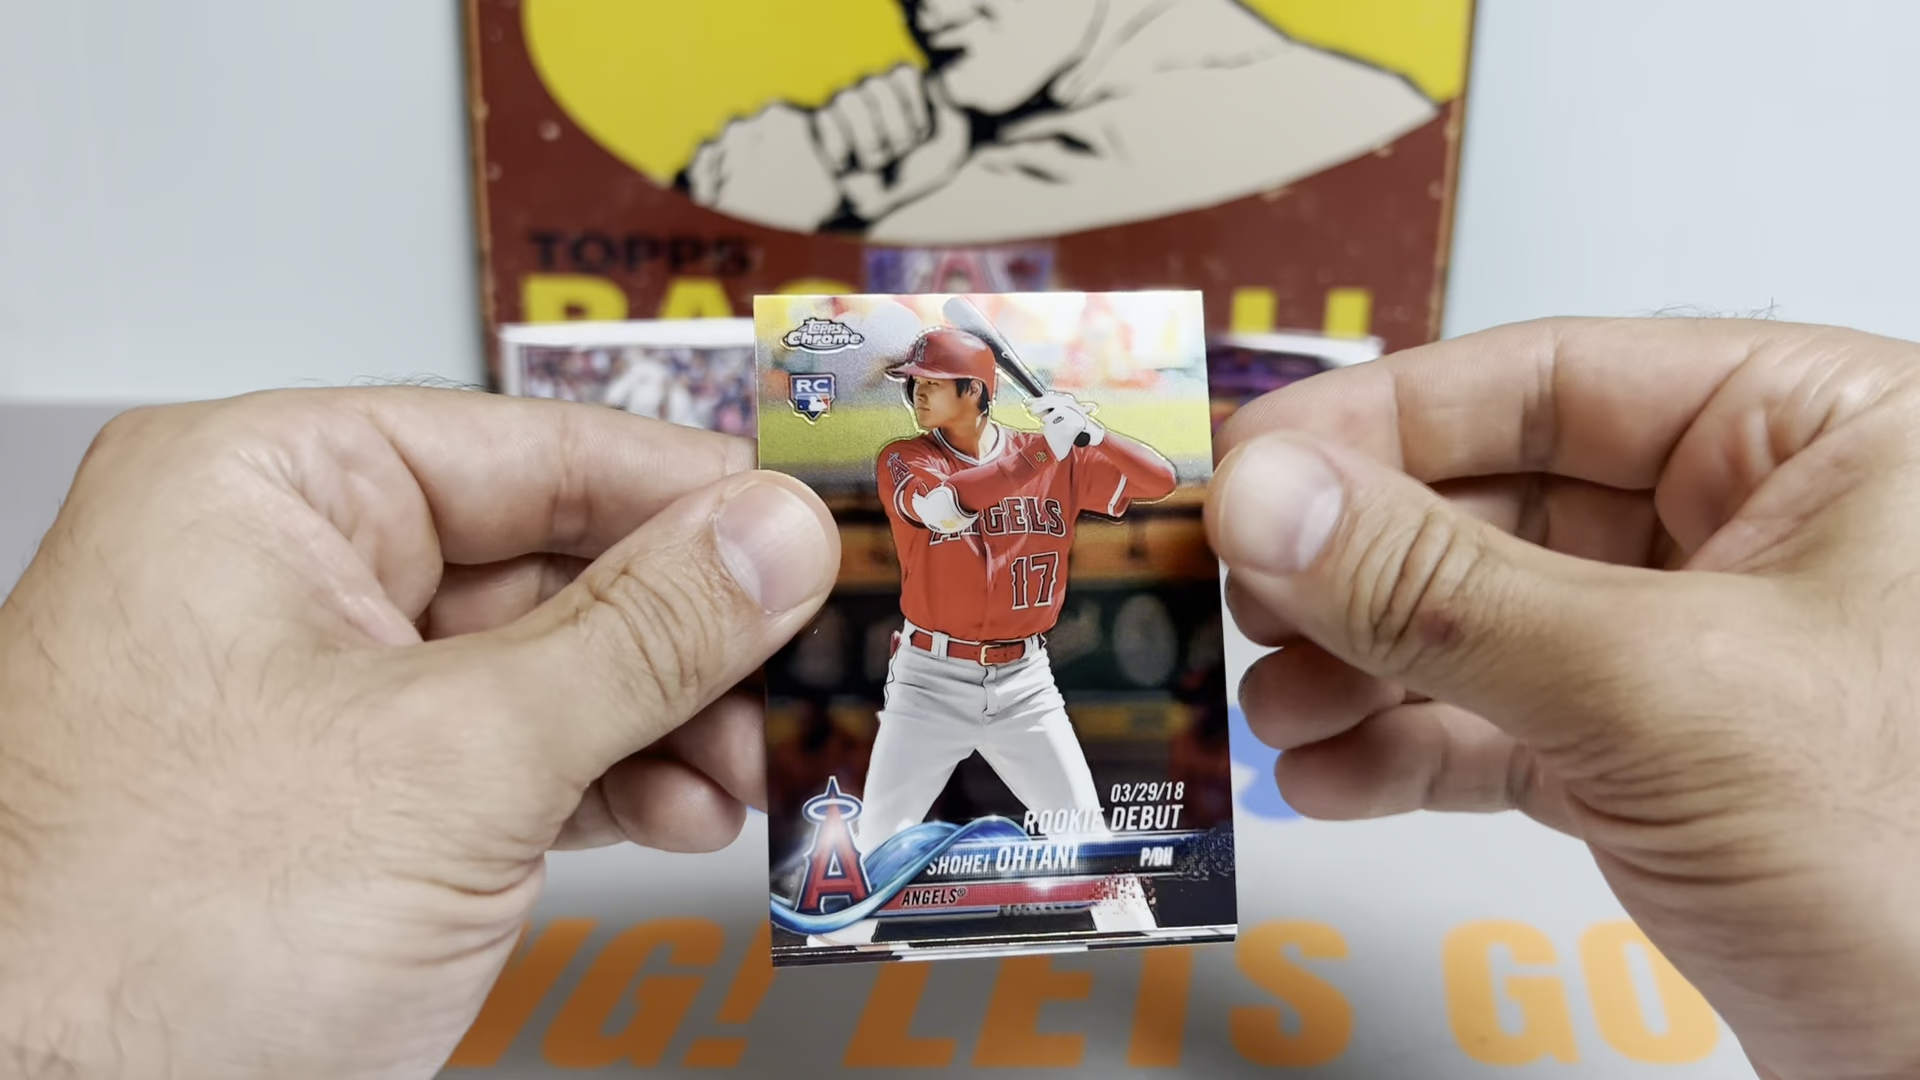 TOPPS
Topps
Chrome
RC
ANGELS
17
03/29/18
ROOKIE DEBUT
SHOHEI OHTANI P/DH
ANGELS®
LETS GO